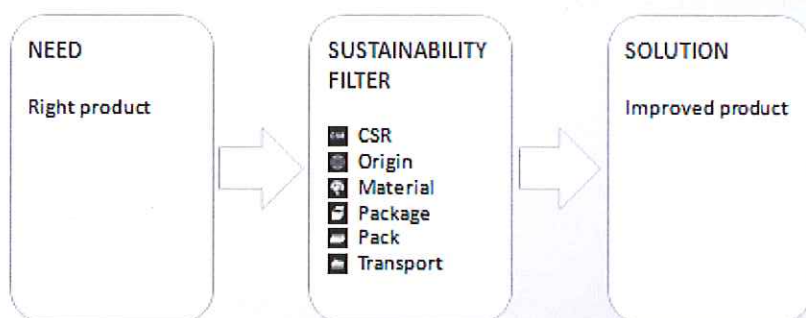 NEED
Right product
SUSTAINABILITY
FILTER
CSR
Origin
Material
Package
Pack
Transport
SOLUTION
Improved product